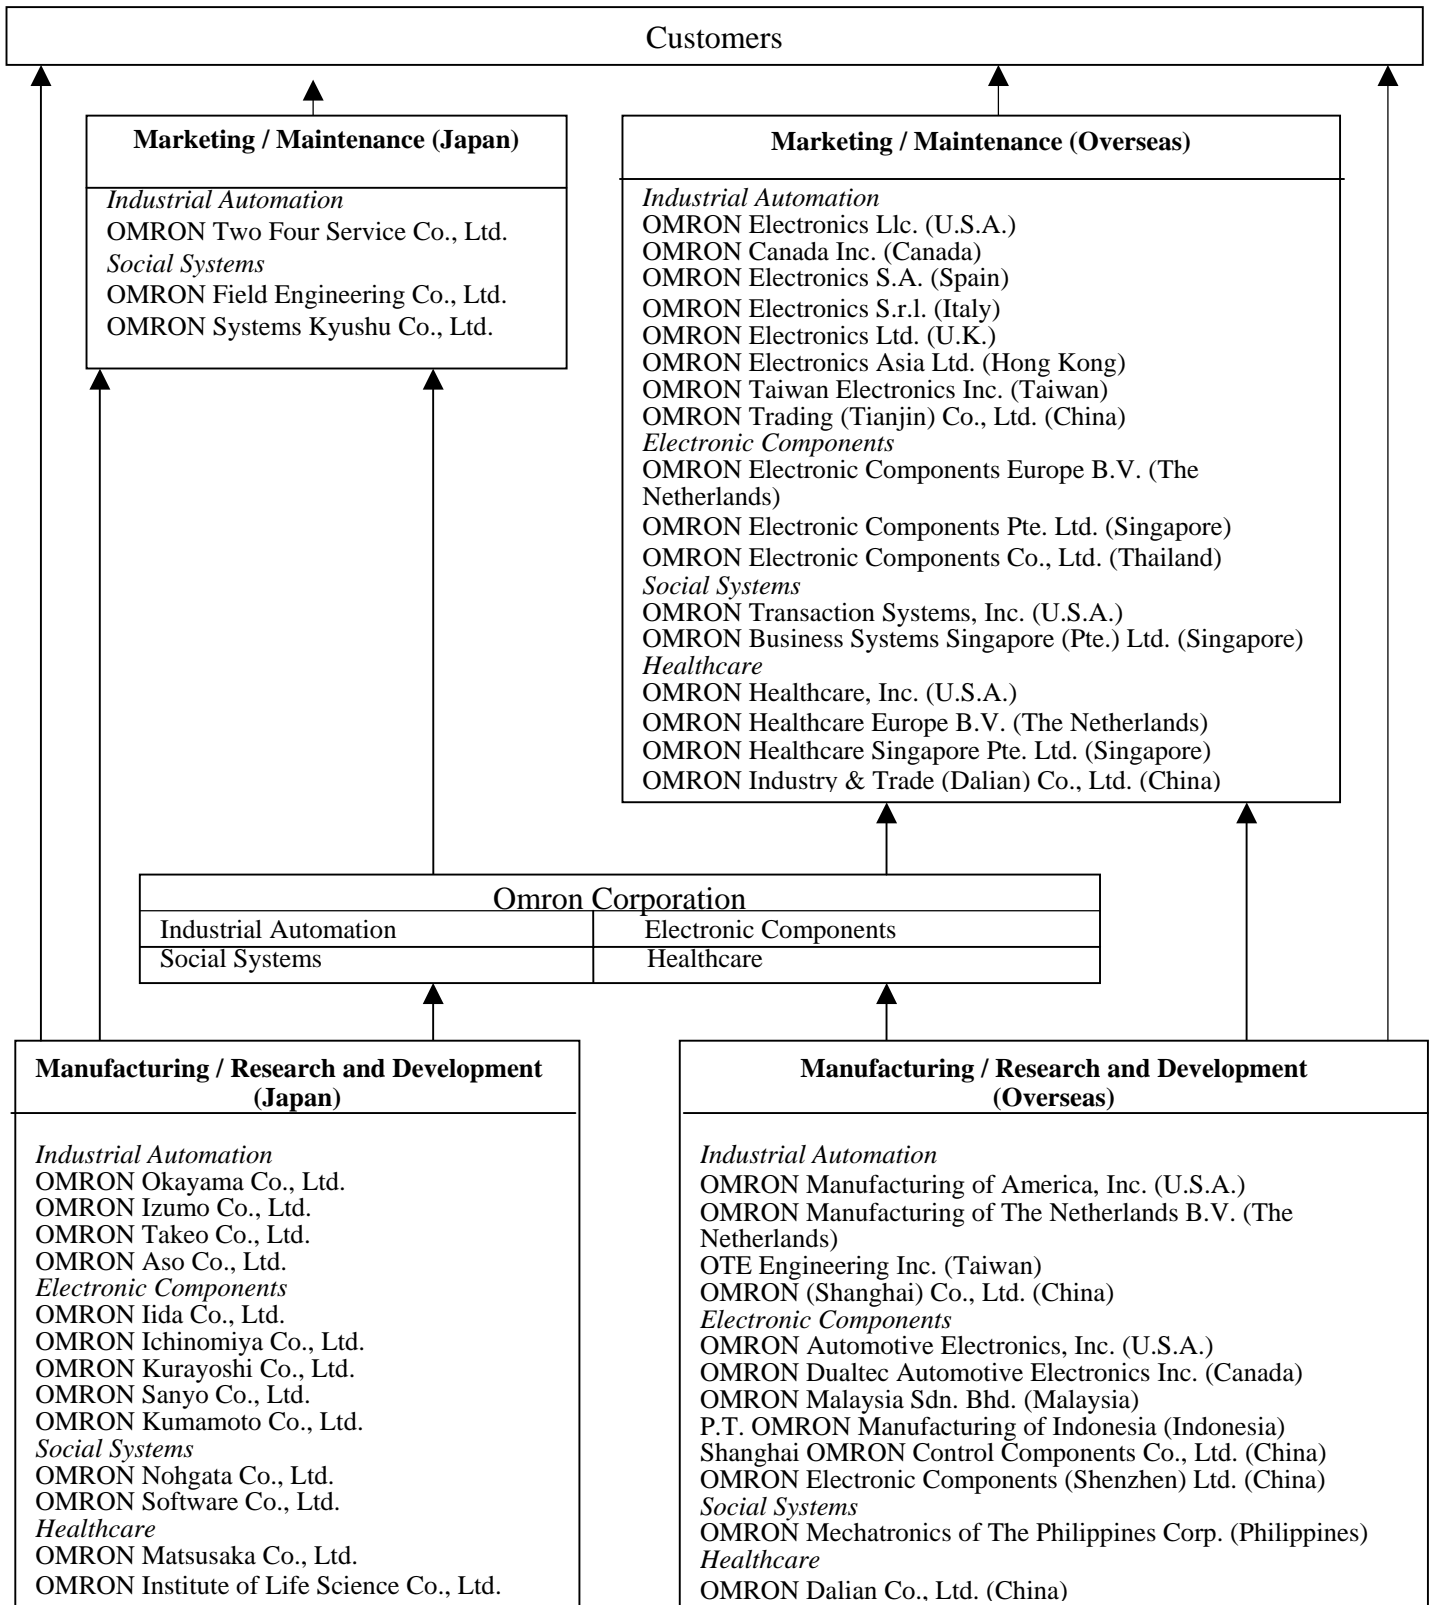 Customers
Marketing / Maintenance (Japan)
Industrial Automation
OMRON Two Four Service Co., Ltd.
Social Systems
OMRON Field Engineering Co., Ltd.
OMRON Systems Kyushu Co., Ltd.
Marketing / Maintenance (Overseas)
Industrial Automation
OMRON Electronics Llc. (U.S.A.)
OMRON Canada Inc. (Canada)
OMRON Electronics S.A. (Spain)
OMRON Electronics S.r.l. (Italy)
OMRON Electronics Ltd. (U.K.)
OMRON Electronics Asia Ltd. (Hong Kong)
OMRON Taiwan Electronics Inc. (Taiwan)
OMRON Trading (Tianjin) Co., Ltd. (China)
Electronic Components
OMRON Electronic Components Europe B.V. (The
Netherlands)
OMRON Electronic Components Pte. Ltd. (Singapore)
OMRON Electronic Components Co., Ltd. (Thailand)
Social Systems
OMRON Transaction Systems, Inc. (U.S.A.)
OMRON Business Systems Singapore (Pte.) Ltd. (Singapore)
Healthcare
OMRON Healthcare, Inc. (U.S.A.)
OMRON Healthcare Europe B.V. (The Netherlands)
OMRON Healthcare Singapore Pte. Ltd. (Singapore)
OMRON Industry & Trade (Dalian) Co., Ltd. (China)
Omron Corporation
Industrial Automation
Electronic Components
Social Systems
Healthcare
Manufacturing / Research and Development
(Japan)
Industrial Automation
OMRON Okayama Co., Ltd.
OMRON Izumo Co., Ltd.
OMRON Takeo Co., Ltd.
OMRON Aso Co., Ltd.
Electronic Components
OMRON Iida Co., Ltd.
OMRON Ichinomiya Co., Ltd.
OMRON Kurayoshi Co., Ltd.
OMRON Sanyo Co., Ltd.
OMRON Kumamoto Co., Ltd.
Social Systems
OMRON Nohgata Co., Ltd.
OMRON Software Co., Ltd.
Healthcare
OMRON Matsusaka Co., Ltd.
OMRON Institute of Life Science Co., Ltd.
Manufacturing / Research and Development
(Overseas)
Industrial Automation
OMRON Manufacturing of America, Inc. (U.S.A.)
OMRON Manufacturing of The Netherlands B.V. (The
Netherlands)
OTE Engineering Inc. (Taiwan)
OMRON (Shanghai) Co., Ltd. (China)
Electronic Components
OMRON Automotive Electronics, Inc. (U.S.A.)
OMRON Dualtec Automotive Electronics Inc. (Canada)
OMRON Malaysia Sdn. Bhd. (Malaysia)
P.T. OMRON Manufacturing of Indonesia (Indonesia)
Shanghai OMRON Control Components Co., Ltd. (China)
OMRON Electronic Components (Shenzhen) Ltd. (China)
Social Systems
OMRON Mechatronics of The Philippines Corp. (Philippines)
Healthcare
OMRON Dalian Co., Ltd. (China)